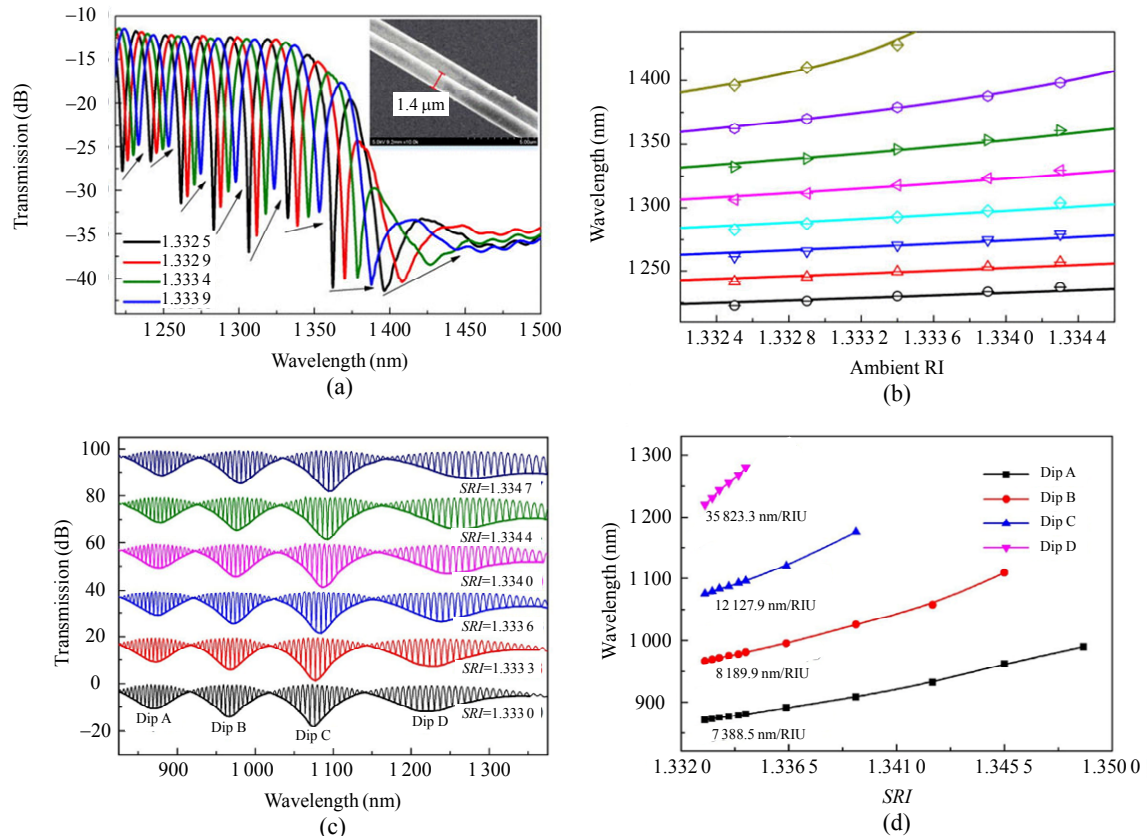 −10
−15
−20
−25
−30
−35
−40
Transmission (dB)
1.4 μm
5.00um
1.332 5
1.332 9
1.333 4
1.333 9
1 250
1 300
1 350
1 400
1 450
1 500
Wavelength (nm)
(a)
1 400
1.350
1.300
1.250
Wavelength (nm)
1.332 4
1.332 8
1.333 2
1.333 6
1.334 0
1.334 4
Ambient RI
(b)
100
80
60
40
20
0
−20
Transmission (dB)
SRI=1.334 7
SRI=1.334 4
SRI=1.334 0
SRI=1.333 6
SRI=1.333 3
SRI=1.333 0
Dip A
Dip B
Dip C
Dip D
900
1 000
1 100
1 200
1 300
Wavelength (nm)
(c)
1 300
1.200
1 100
1 000
900
Wavelength (nm)
Dip A
Dip B
Dip C
Dip D
35 823.3 nm/RIU
12 127.9 nm/RIU
8 189.9 nm/RIU
7 388.5 nm/RIU
1.332 0
1.336 5
1.341 0
1.345 5
1.350 0
SRI
(d)